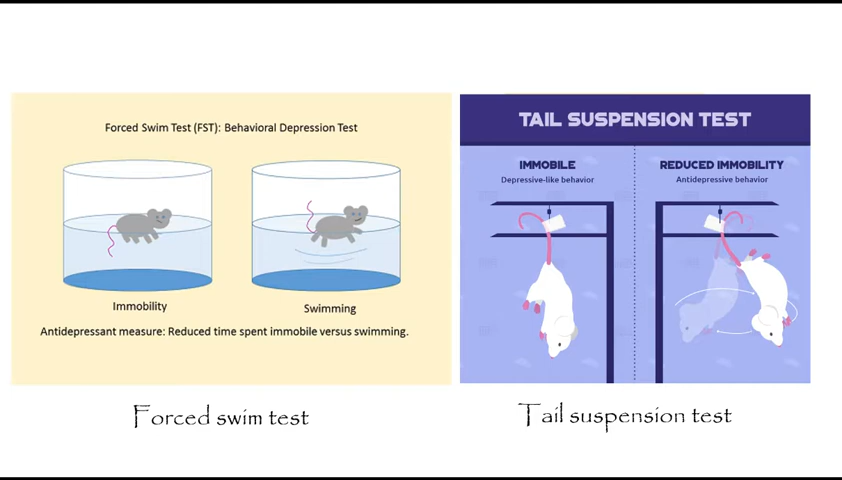 Forced Swim Test (FST): Behavioral Depression Test
Immobility
Swimming
Antidepressant measure: Reduced time spent immobile versus swimming.
TAIL SUSPENSION TEST
IMMOBILE
Depressive-like behavior
REDUCED IMMOBILITY
Antidepressive behavior
Forced swim test
Tail suspension test